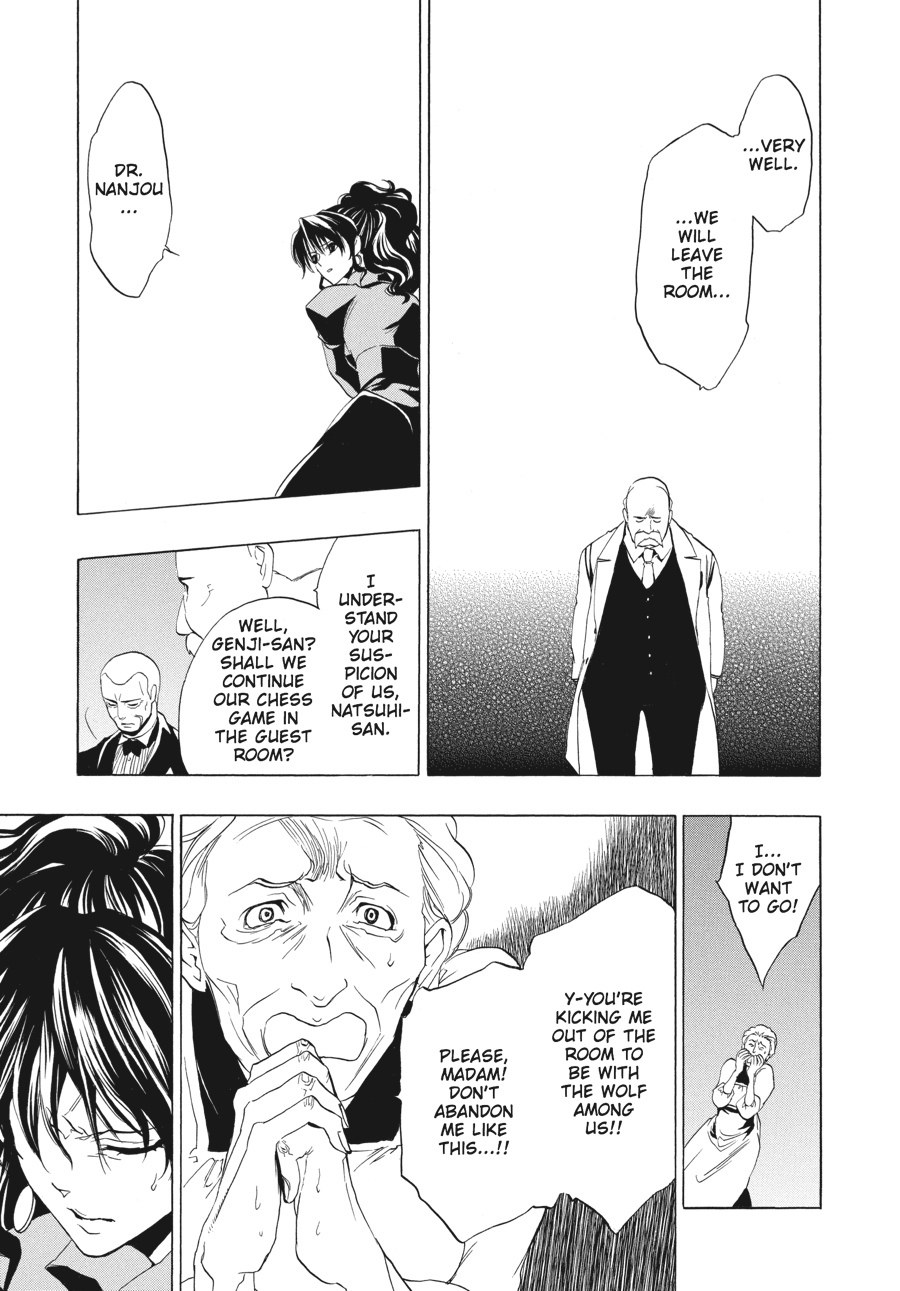 ...VERY
WELL.
...WE
WILL
LEAVE
THE
ROOM...
DR.
NANJOU
...
I
UNDER-
STAND
YOUR
SUS-
PICION
OF US,
NATSUHI-
SAN.
WELL,
GENJI-SAN?
SHALL WE
CONTINUE
OUR CHESS
GAME IN
THE GUEST
ROOM?
I...
I DON'T
WANT
TO GO!
Y-YOU'RE
KICKING ME
OUT OF THE
ROOM TO
BE WITH
THE WOLF
AMONG
US!!
PLEASE,
MADAM!
DON'T
ABANDON
ME LIKE
THIS...!!